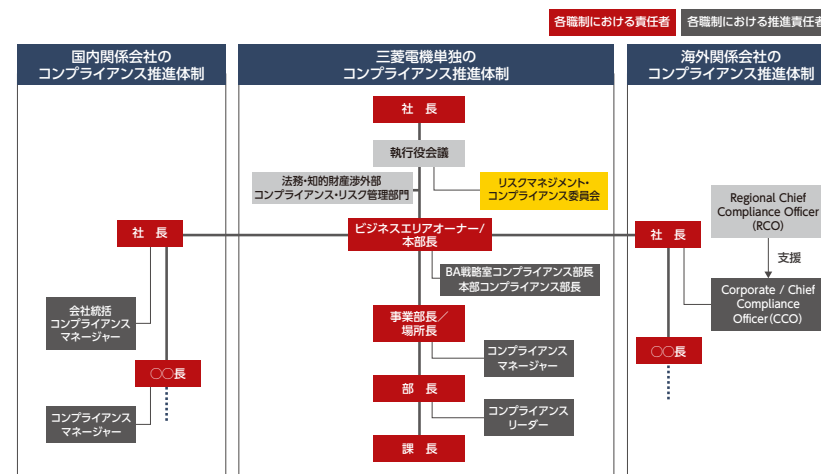 各職制における責任者
各職制における推進責任者
国内関係会社の
コンプライアンス推進体制
三菱電機単独の
コンプライアンス推進体制
海外関係会社の
コンプライアンス推進体制
社 長
執行役会議
法務・知的財産渉外部
コンプライアンス・リスク管理部門
リスクマネジメント・
コンプライアンス委員会
ビジネスエリアオーナー/
本部長
BA戦略室コンプライアンス部長
本部コンプライアンス部長
事業部長／
場所長
コンプライアンス
マネージャー
部 長
コンプライアンス
リーダー
課 長
社 長
会社統括
コンプライアンス
マネージャー
○○長
コンプライアンス
マネージャー
社 長
Regional Chief
Compliance Officer
(RCO)
支援
Corporate / Chief
Compliance
Officer(CCO)
○○長